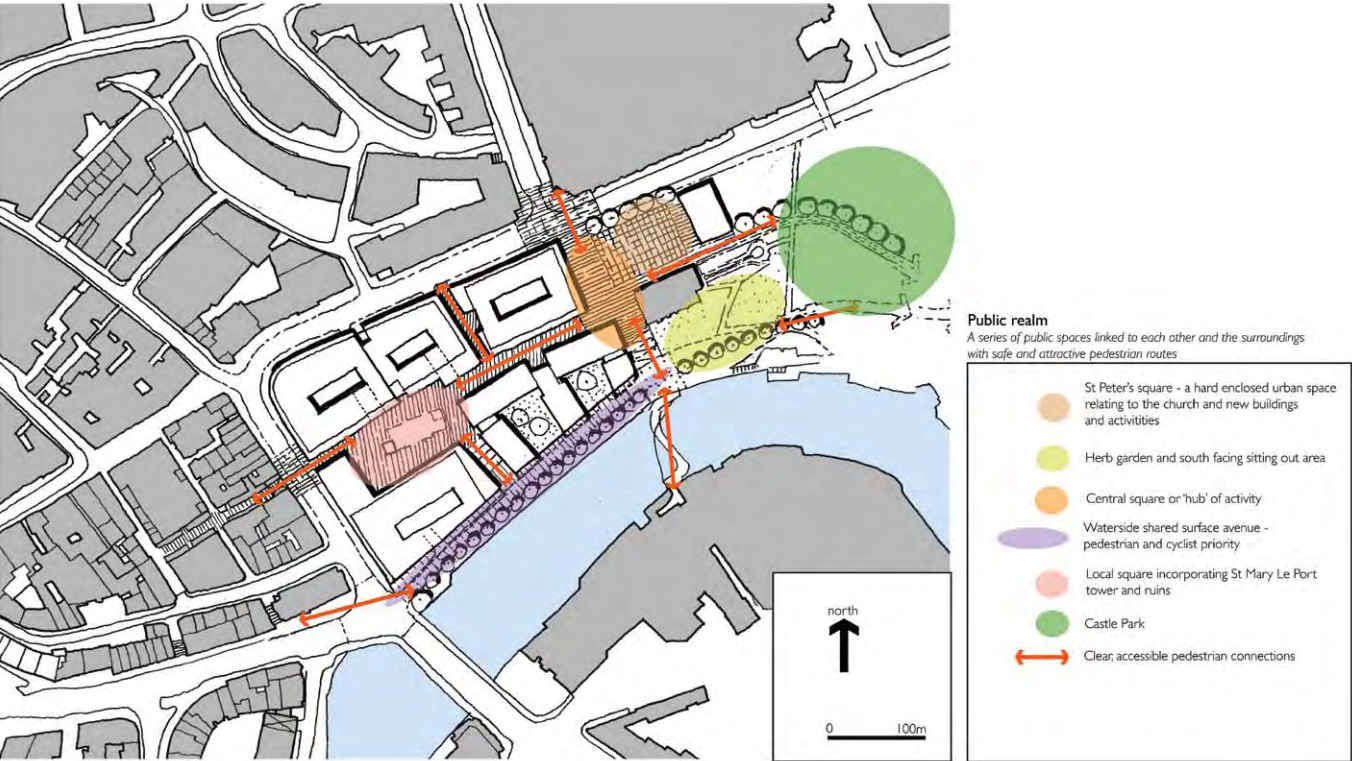 Public realm
A series of public spaces linked to each other and the surroundings
with safe and attractive pedestrian routes
St Peter's square - a hard enclosed urban space
relating to the church and new buildings
and activitities
Herb garden and south facing sitting out area
Central square or 'hub' of activity
Waterside shared surface avenue -
pedestrian and cyclist priority
Local square incorporating St Mary Le Port
tower and ruins
Castle Park
Clear, accessible pedestrian connections
north
0 100m